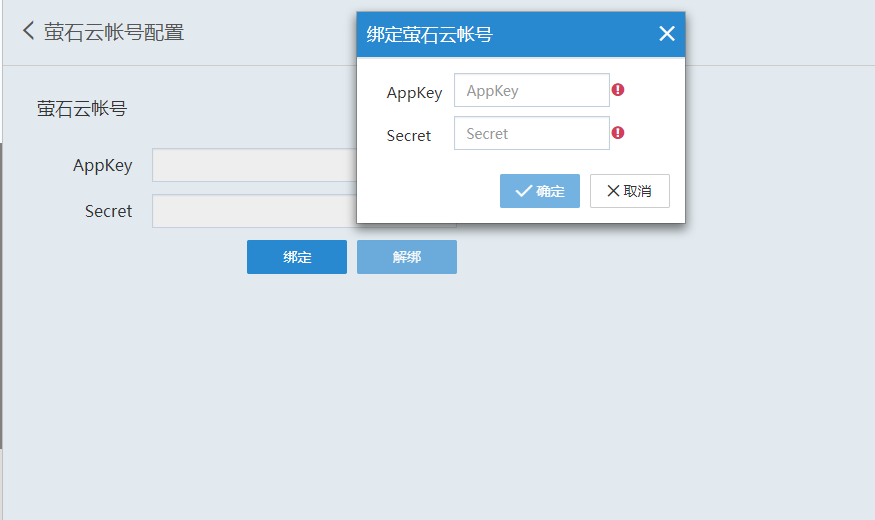 萤石云帐号配置
萤石云帐号
AppKey
Secret
绑定 解绑
绑定萤石云帐号
AppKey AppKey
Secret Secret
确定 取消